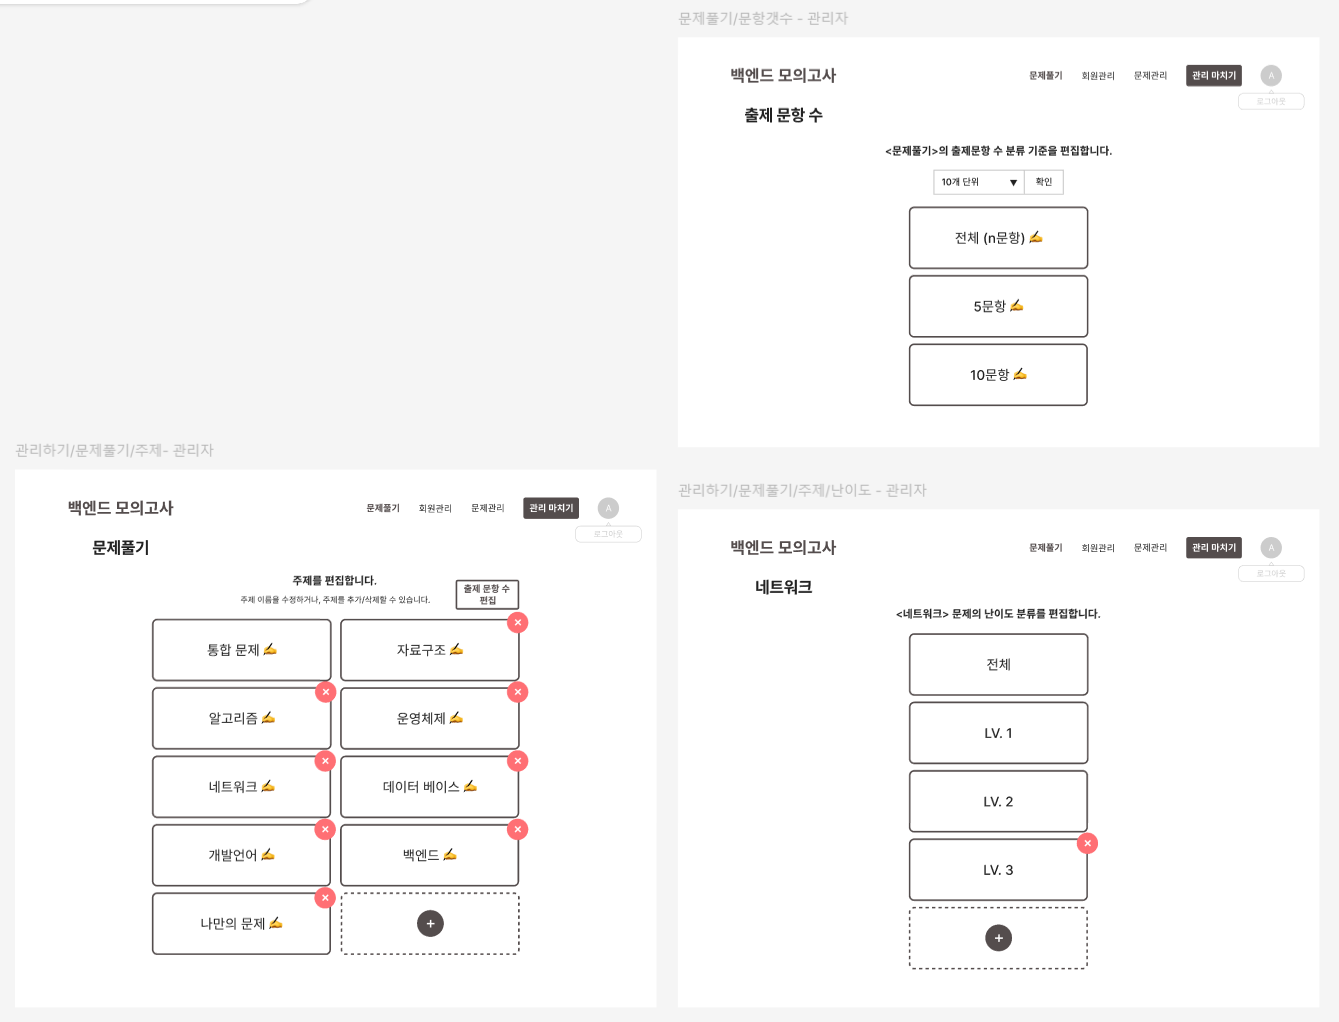 문제풀기/문항갯수 - 관리자
백엔드 모의고사
문제풀기
회원관리
문제관리
관리 마치기
A
로그아웃
출제 문항 수
<문제풀기>의 출제문항 수 분류 기준을 편집합니다.
10개 단위 ▼
확인
전체 (n문항) ✍️
5문항 ✍️
10문항 ✍️
관리하기/문제풀기/주제- 관리자
백엔드 모의고사
문제풀기
회원관리
문제관리
관리 마치기
A
로그아웃
문제풀기
주제를 편집합니다.
주제 이름을 수정하거나, 주제를 추가/삭제할 수 있습니다.
출제 문항 수
편집
통합 문제 ✍️
자료구조 ✍️
알고리즘 ✍️
운영체제 ✍️
네트워크 ✍️
데이터 베이스 ✍️
개발언어 ✍️
백엔드 ✍️
나만의 문제 ✍️
+
관리하기/문제풀기/주제/난이도 - 관리자
백엔드 모의고사
문제풀기
회원관리
문제관리
관리 마치기
A
로그아웃
네트워크
<네트워크> 문제의 난이도 분류를 편집합니다.
전체
LV. 1
LV. 2
LV. 3
+